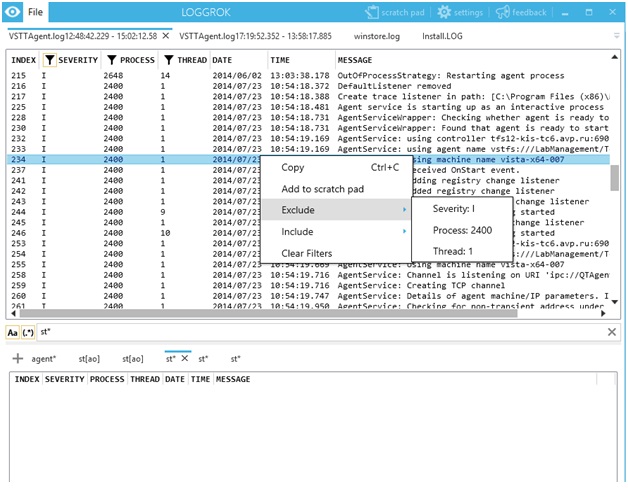 File LOGGROK scratch pad settings feedback
VSTTAgent.log12:48:42.229 - 15:02:12.58 VSTTAgent.log17:19:52.352 - 13:58:17.885 winstore.log Install.LOG
INDEX SEVERITY PROCESS THREAD DATE TIME MESSAGE
215 I 2648 14 2014/06/02 13:03:38.178 OutOfProcessStrategy: Restarting agent process
216 I 2400 1 2014/07/23 10:54:18.372 DefaultListener removed
217 I 2400 1 2014/07/23 10:54:18.388 Create trace listener in path: [C:\Program Files (x86)\
225 I 2400 1 2014/07/23 10:54:18.481 Agent service is starting up as an interactive process
228 I 2400 1 2014/07/23 10:54:18.731 AgentServiceWrapper: Checking whether agent is ready to
230 I 2400 1 2014/07/23 10:54:18.731 AgentServiceWrapper: Found that agent is ready to start
232 I 2400 1 2014/07/23 10:54:19.169 AgentService: using controller tfs12-kis-tc6.avp.ru:690
233 I 2400 1 2014/07/23 10:54:19.169 AgentService: using agent name vstfs:///LabManagement/T
234 I 2400 1 2014/07/23 using machine name vista-x64-007
237 I 2400 1 2014/07/23 eceived OnStart event.
241 I 2400 1 2014/07/23 dding registry change listener
242 I 2400 1 2014/07/23 dded registry change listener
243 I 2400 1 2014/07/23 ng started
244 I 2400 9 2014/07/23 change listener
245 I 2400 1 2014/07/23 ng started
246 I 2400 10 2014/07/23
253 I 2400 1 2014/07/23 kis-tc6.avp.ru:690
254 I 2400 1 2014/07/23 s:///LabManagement/T
255 I 2400 1 2014/07/23 10:54:19.669 AgentService: Using machine name vista-x64-007
258 I 2400 1 2014/07/23 10:54:19.716 AgentService: Channel is listening on URI 'ipc://QTAgen
259 I 2400 1 2014/07/23 10:54:19.716 AgentService: Creating TCP channel
260 I 2400 1 2014/07/23 10:54:19.747 AgentService: Details of agent machine/IP parameters. I
261 I 2400 1 2014/07/23 10:54:19.950 AgentService: Checking for non-transient address under
Copy Ctrl+C
Add to scratch pad
Exclude
Include
Clear Filters
Severity: I
Process: 2400
Thread: 1
Aa (.*) st*
agent* st[ao] st[ao] st* st* st*
INDEX SEVERITY PROCESS THREAD DATE TIME MESSAGE